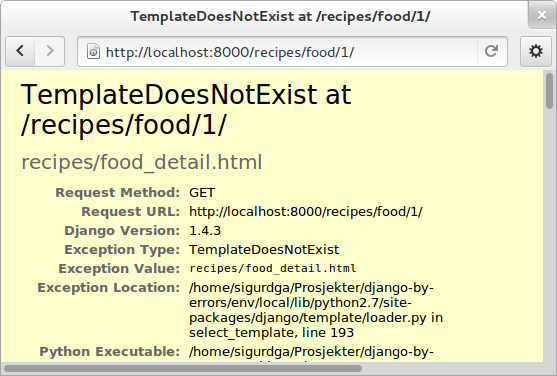 TemplateDoesNotExist at /recipes/food/1/
http://localhost:8000/recipes/food/1/
TemplateDoesNotExist at
/recipes/food/1/
recipes/food_detail.html
Request Method: GET
Request URL: http://localhost:8000/recipes/food/1/
Django Version: 1.4.3
Exception Type: TemplateDoesNotExist
Exception Value: recipes/food_detail.html
Exception Location: /home/sigurdga/Prosjekter/django-by-
errors/env/local/lib/python2.7/site-
packages/django/template/loader.py in
select_template, line 193
Python Executable: /home/sigurdga/Prosjekter/django-by-